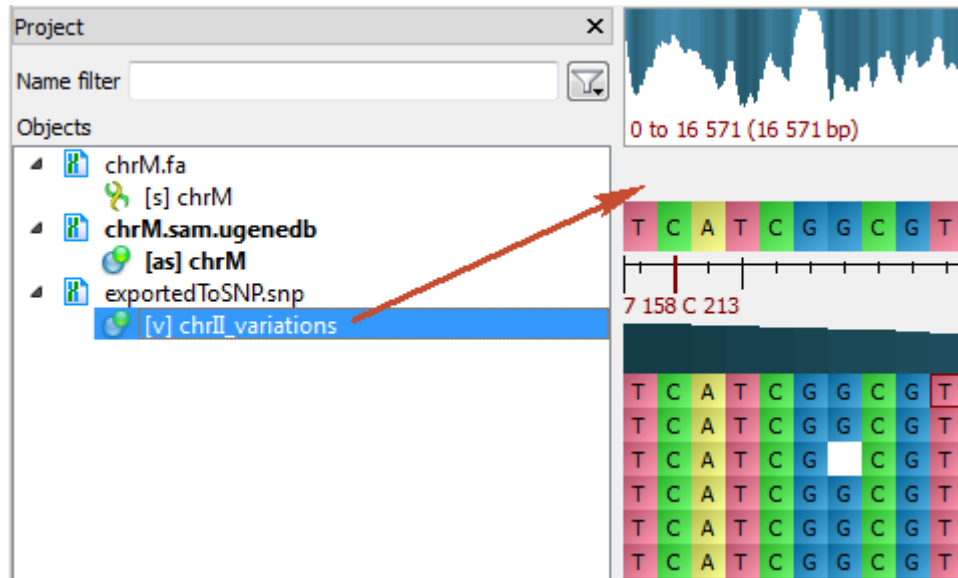 Project
Name filter
Objects
chrM.fa
[s] chrM
chrM.sam.ugenedb
[as] chrM
exportedToSNP.snp
[v] chrII_variations
0 to 16 571 (16 571 bp)
T C A T C G G C G T
7 158 C 213
T C A T C G G C G T
T C A T C G G C G T
T C A T C G C G T
T C A T C G G C G T
T C A T C G G C G T
T C A T C G G C G T